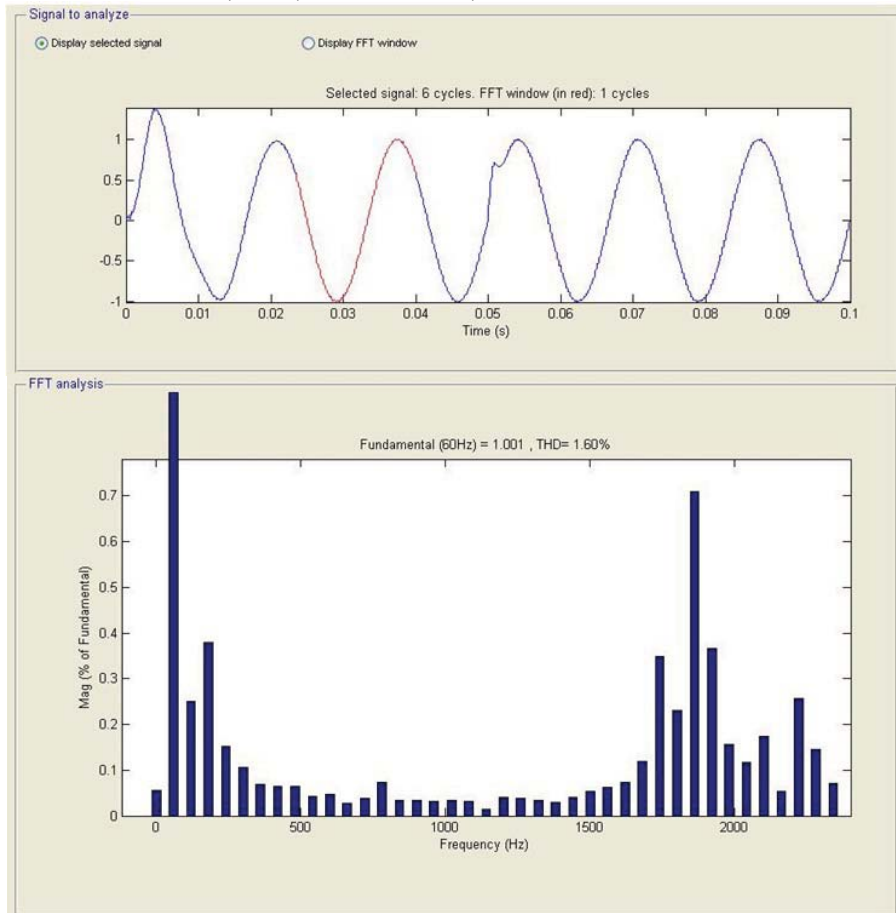 Signal to analyze
Display selected signal Display FFT window
Selected signal: 6 cycles. FFT window (in red): 1 cycles
1
0.5
0
-0.5
-1
0 0.01 0.02 0.03 0.04 0.05 0.06 0.07 0.08 0.09 0.1
Time (s)
FFT analysis
Fundamental (60Hz) = 1.001 , THD= 1.60%
0.7
0.6
0.5
0.4
0.3
0.2
0.1
0
Mag (% of Fundamental)
0 500 1000 1500 2000
Frequency (Hz)